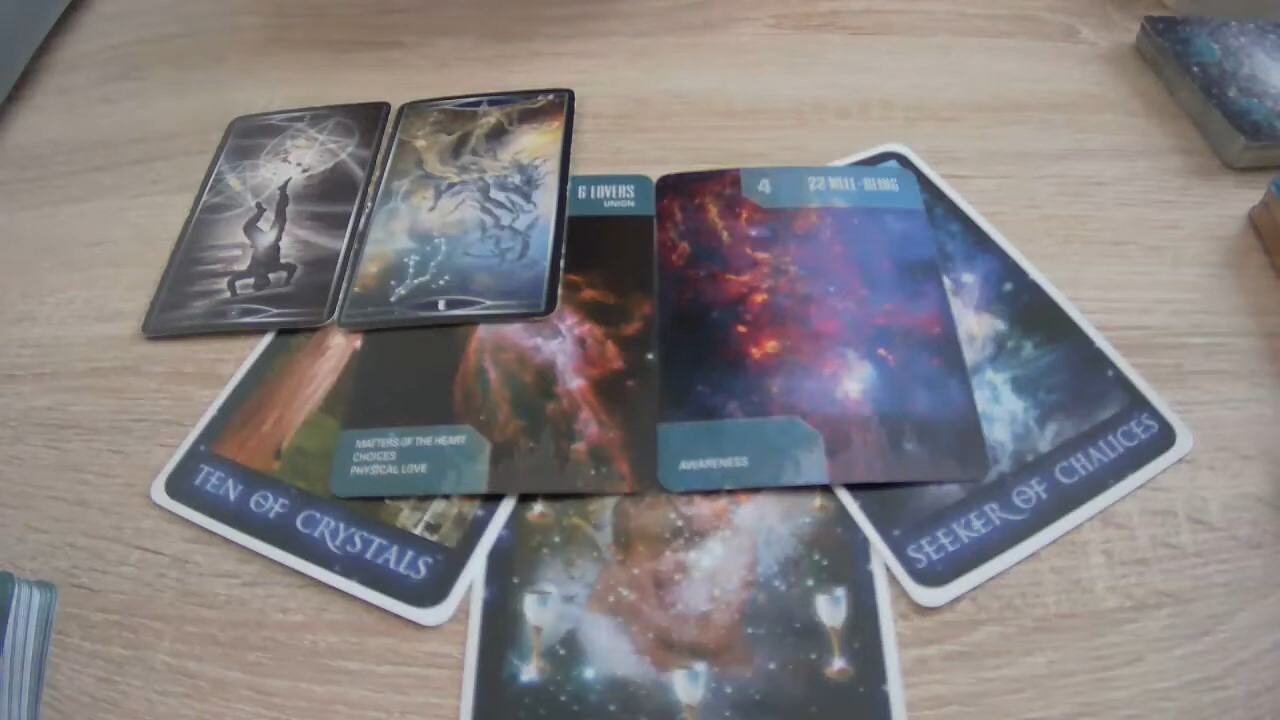 6 LOVERS
UNION
MATTERS OF THE HEART
CHOICES
PHYSICAL LOVE
4 22 WELL-BEING
AWARENESS
TEN OF CRYSTALS
SEEKER OF CHALICES